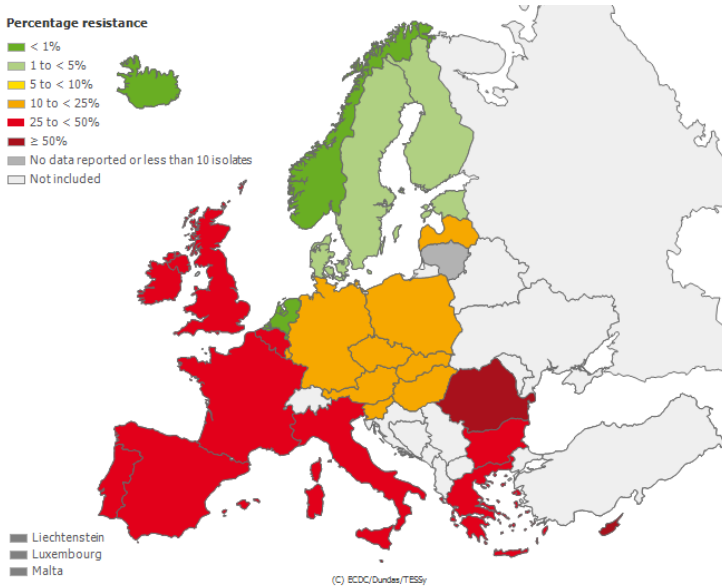 Percentage resistance
< 1%
1 to < 5%
5 to < 10%
10 to < 25%
25 to < 50%
≥ 50%
No data reported or less than 10 isolates
Not included
Liechtenstein
Luxembourg
Malta
(C) ECDC/Dundas/TESSy